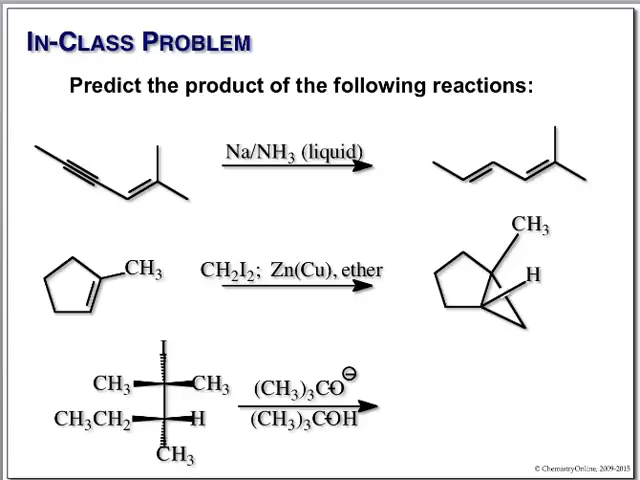 IN-CLASS PROBLEM
Predict the product of the following reactions:
Na/NH₃ (liquid)
CH₃
CH₃
CH₂I₂; Zn(Cu), ether
H
I
CH₃ CH₃
CH₃CH₂ H
CH₃
(CH₃)₃CO⊖
(CH₃)₃COH
© ChemistryOnline, 2009-2015